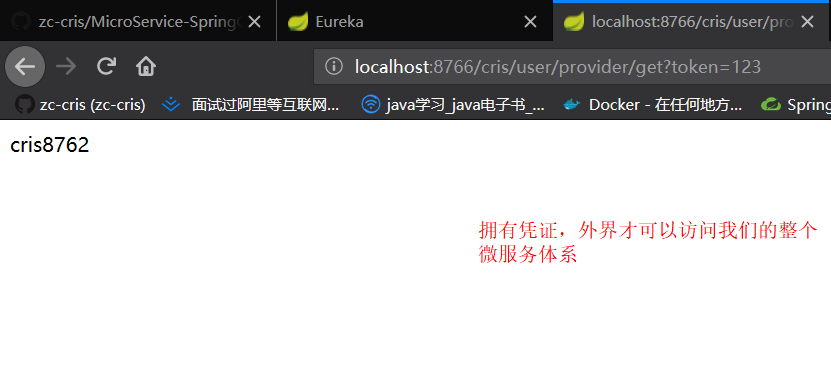 zc-cris/MicroService-Spring
Eureka
localhost:8766/cris/user/pro
localhost:8766/cris/user/provider/get?token=123
zc-cris (zc-cris)
面试过阿里等互联网...
java学习_java电子书_...
Docker - 在任何地方...
Spring
cris8762
拥有凭证，外界才可以访问我们的整个
微服务体系